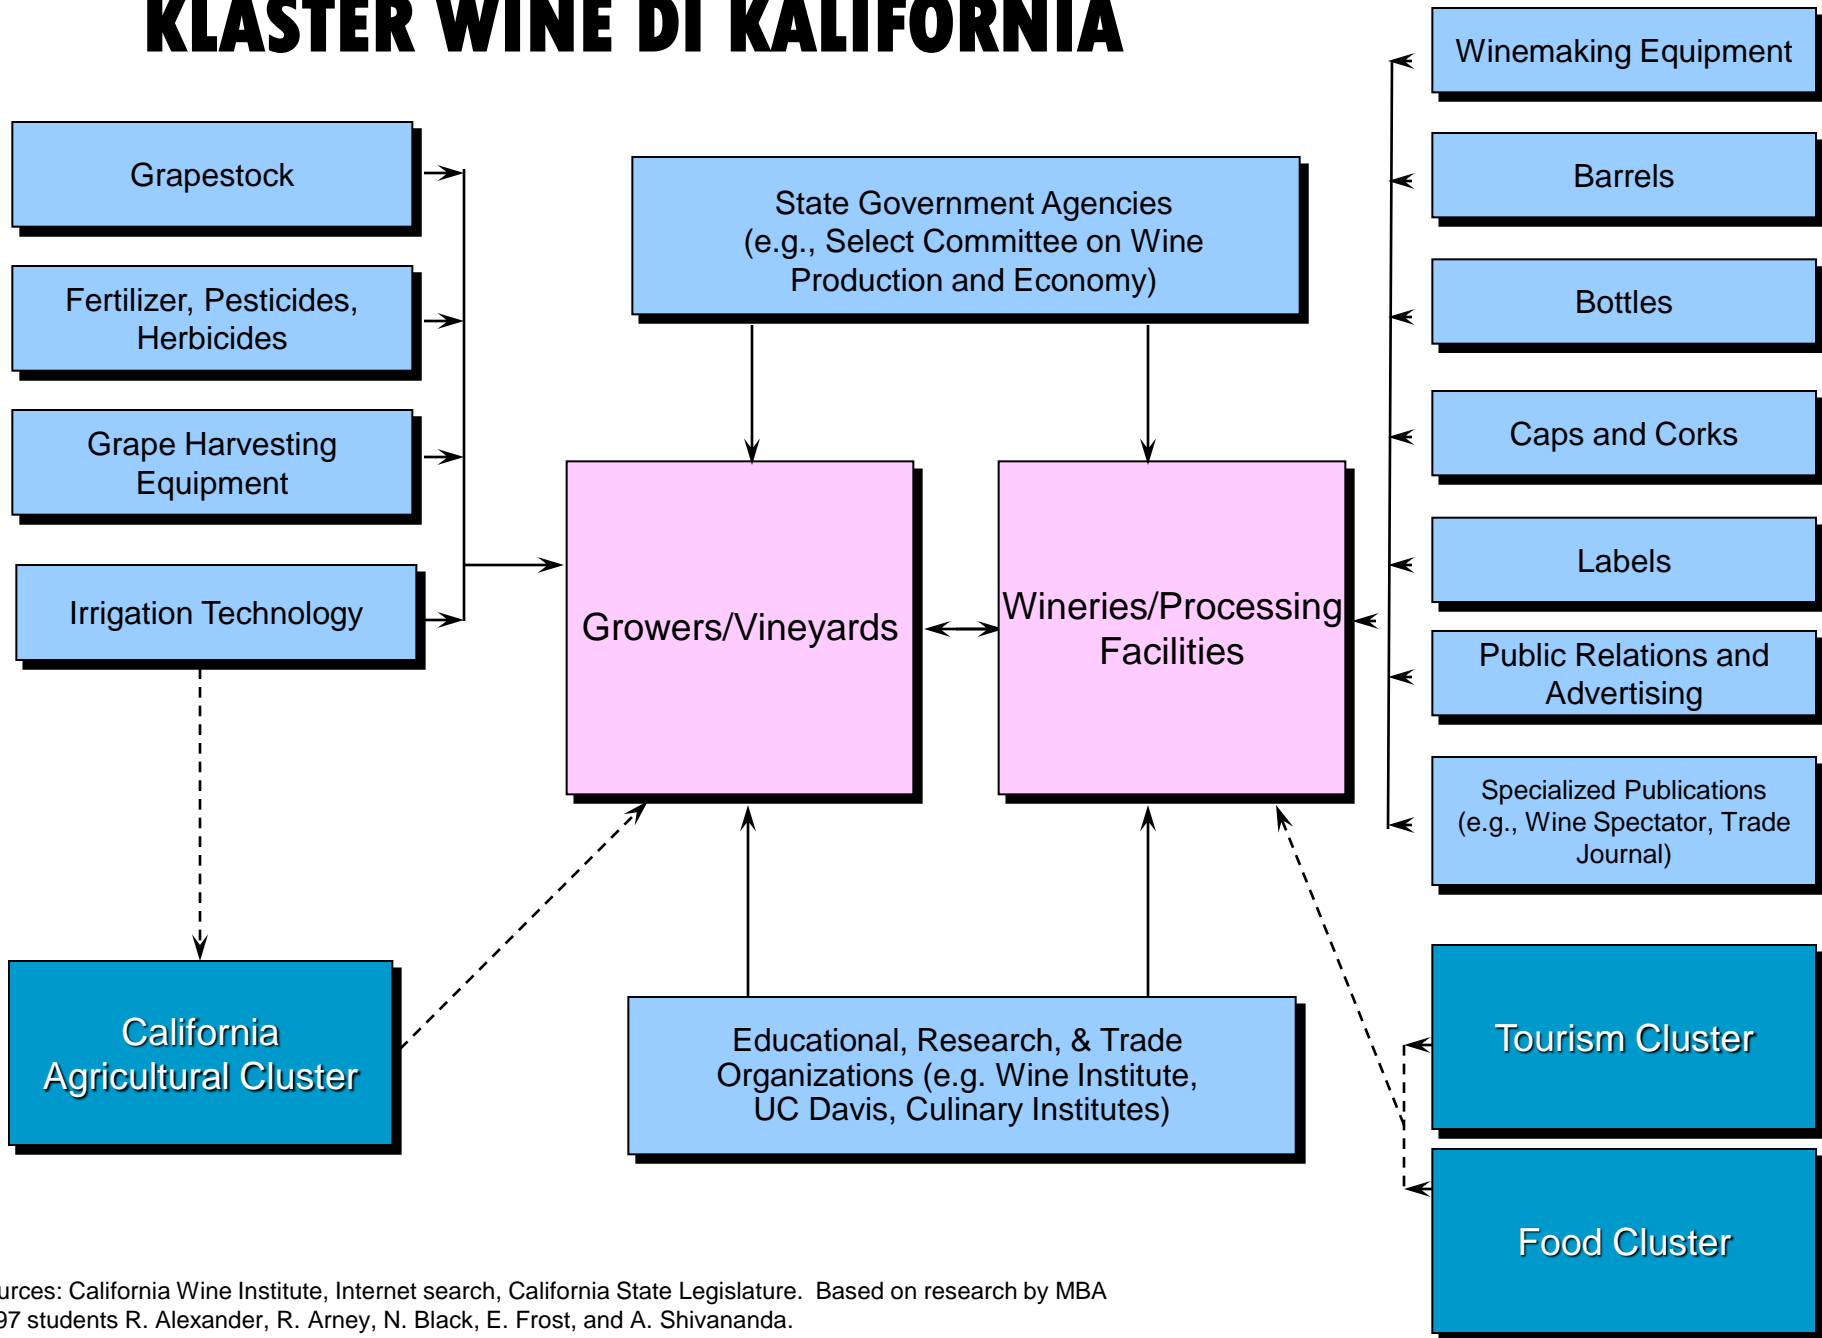 KLASTER WINE DI KALIFORNIA
Grapestock
Fertilizer, Pesticides,
Herbicides
Grape Harvesting
Equipment
Irrigation Technology
State Government Agencies
(e.g., Select Committee on Wine
Production and Economy)
Growers/Vineyards
Wineries/Processing
Facilities
Winemaking Equipment
Barrels
Bottles
Caps and Corks
Labels
Public Relations and
Advertising
Specialized Publications
(e.g., Wine Spectator, Trade
Journal)
California
Agricultural Cluster
Educational, Research, & Trade
Organizations (e.g. Wine Institute,
UC Davis, Culinary Institutes)
Tourism Cluster
Food Cluster
urces: California Wine Institute, Internet search, California State Legislature. Based on research by MBA
97 students R. Alexander, R. Arney, N. Black, E. Frost, and A. Shivananda.